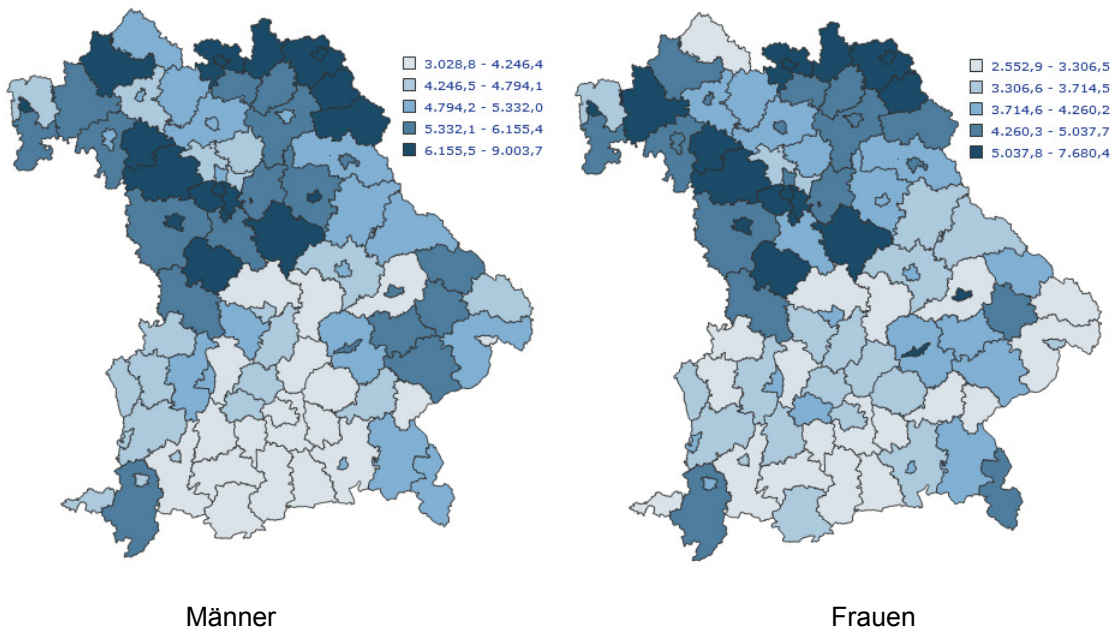 3.028,8 - 4.246,4
4.246,5 - 4.794,1
4.794,2 - 5.332,0
5.332,1 - 6.155,4
6.155,5 - 9.003,7
2.552,9 - 3.306,5
3.306,6 - 3.714,5
3.714,6 - 4.260,2
4.260,3 - 5.037,7
5.037,8 - 7.680,4
Männer
Frauen